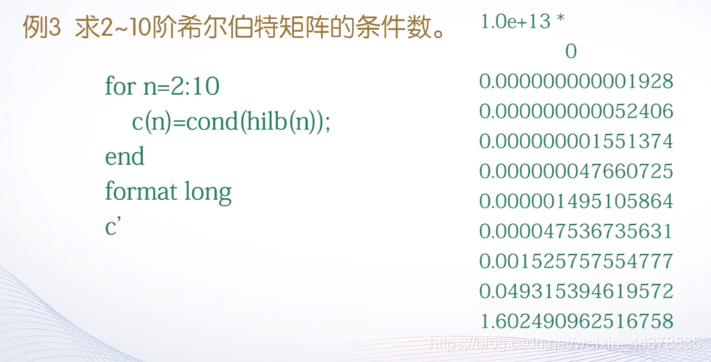 例3 求2~10阶希尔伯特矩阵的条件数。
for n=2:10
c(n)=cond(hilb(n));
end
format long
c’
1.0e+13 *
0
0.000000000001928
0.000000000052406
0.000000001551374
0.000000047660725
0.000001495105864
0.000047536735631
0.001525757554777
0.049315394619572
1.602490962516758
https://blog.csdn.net/weixin_44378835